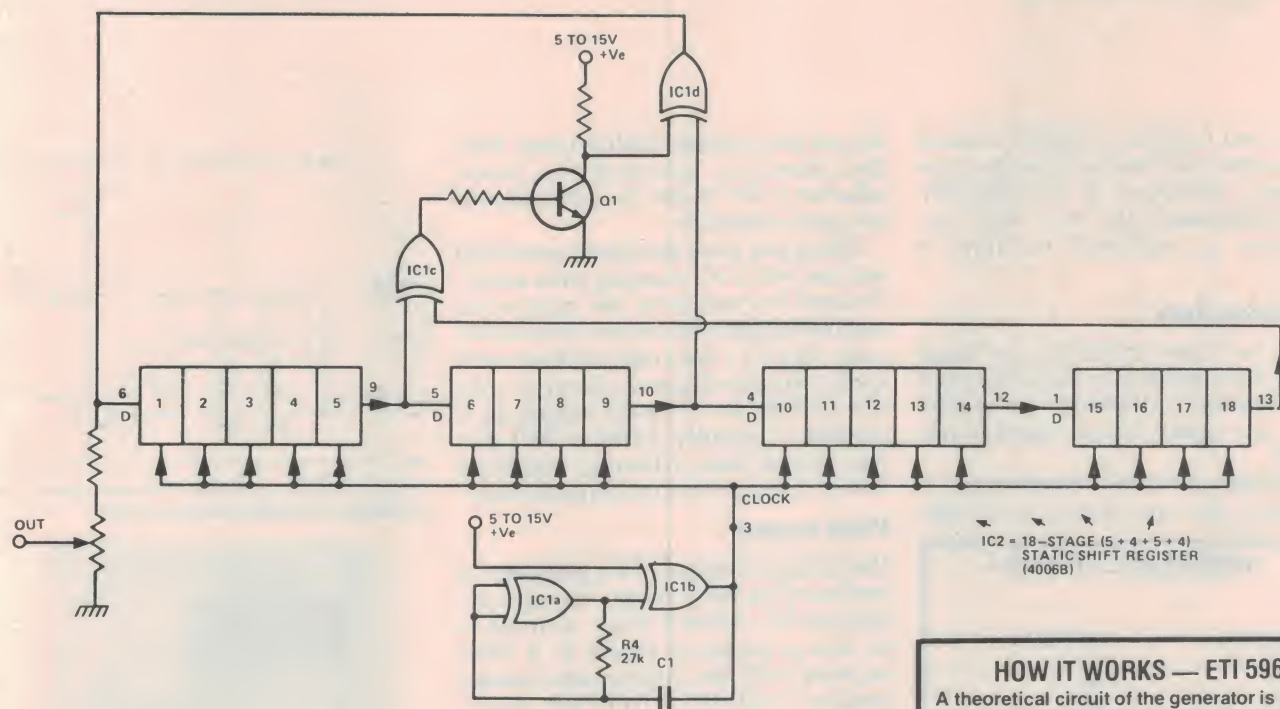 5 TO 15V
+Ve
IC1d
Q1
IC1c
6
D
1
2
3
4
5
9
5
D
6
7
8
9
10
4
D
10
11
12
13
14
12
1
D
15
16
17
18
13
CLOCK
3
5 TO 15V
+Ve
OUT
IC1a
IC1b
R4
27k
C1
IC2 = 18–STAGE (5 + 4 + 5 + 4)
STATIC SHIFT REGISTER
(4006B)
HOW IT WORKS — ETI 596
A theoretical circuit of the generator is